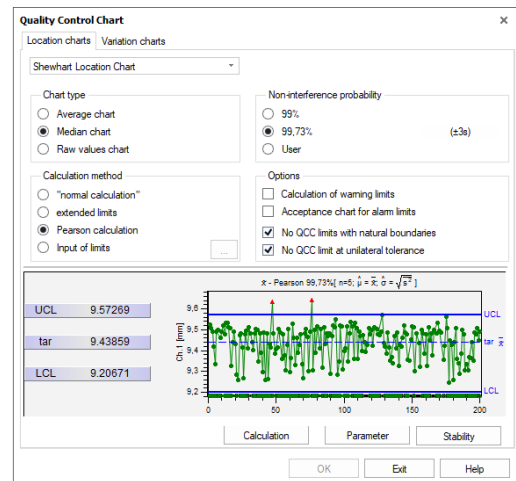 Quality Control Chart
Location charts Variation charts
Shewhart Location Chart
Chart type
Average chart
Median chart
Raw values chart
Non-interference probability
99%
99,73% (±3s)
User
Calculation method
"normal calculation"
extended limits
Pearson calculation
Input of limits
...
Options
Calculation of warning limits
Acceptance chart for alarm limits
No QCC limits with natural boundaries
No QCC limit at unilateral tolerance
UCL 9.57269
tar 9.43859
LCL 9.20671
x̃ - Pearson 99,73%[ n=5; μ̂ = x̿; σ̂ = √s̅² ]
Ch. 1 [mm]
9,6
9,5
9,4
9,3
9,2
0 50 100 150 200
UCL
tar x̿
LCL
Calculation Parameter Stability
OK Exit Help